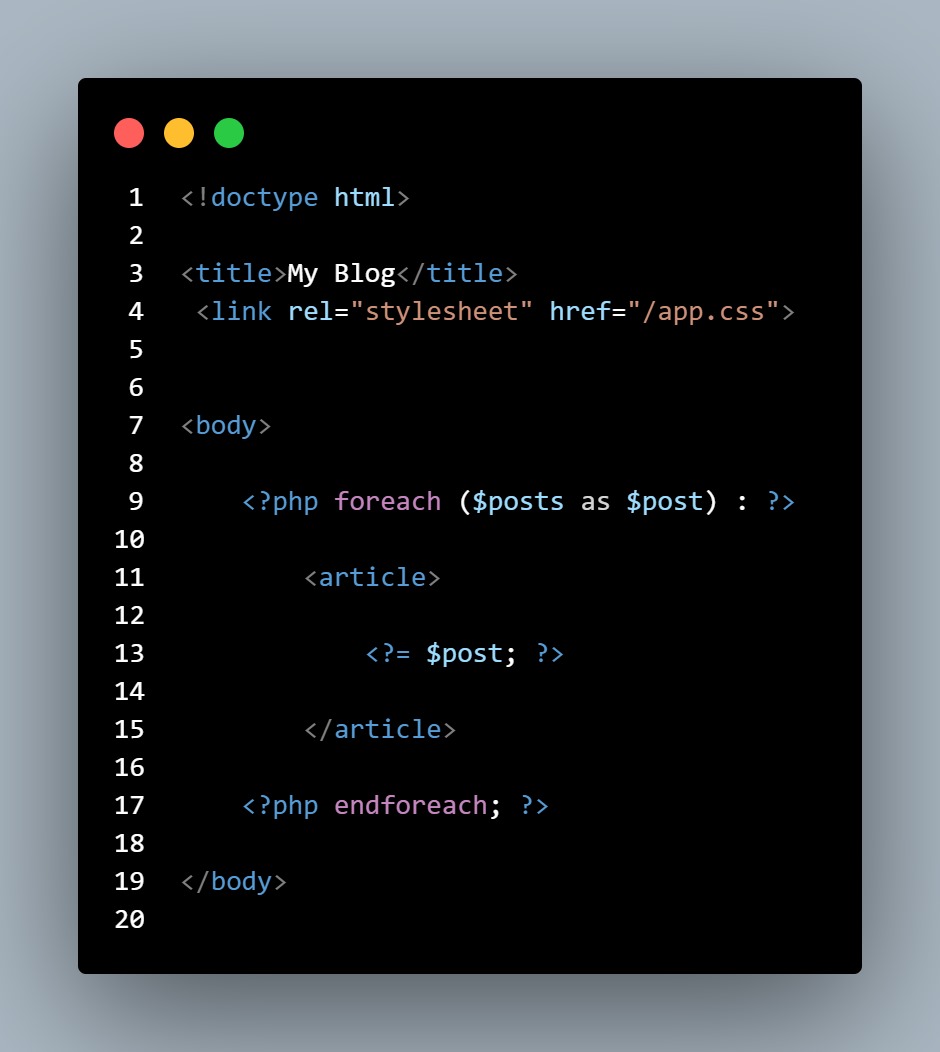 1 <!doctype html>
2
3 <title>My Blog</title>
4  <link rel="stylesheet" href="/app.css">
5
6
7 <body>
8
9     <?php foreach ($posts as $post) : ?>
10
11         <article>
12
13             <?= $post; ?>
14
15         </article>
16
17     <?php endforeach; ?>
18
19 </body>
20